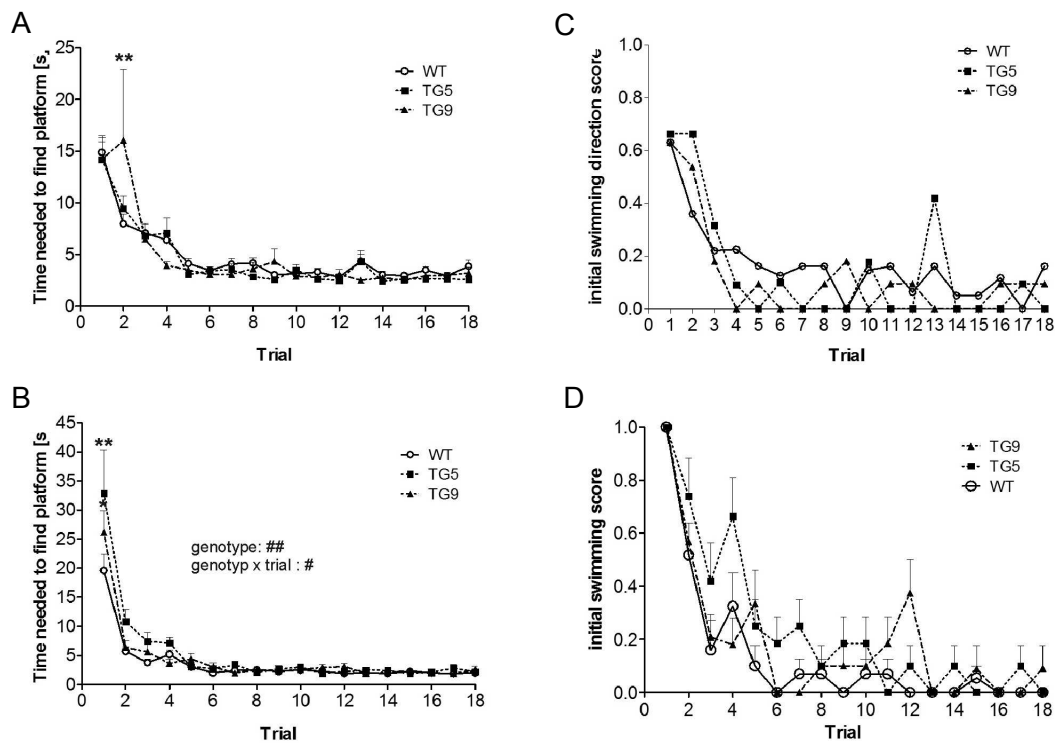 A
Time needed to find platform [s]
25
20
15
10
5
0
**
WT
TG5
TG9
0 2 4 6 8 10 12 14 16 18
Trial
C
initial swimming direction score
1.0
0.8
0.6
0.4
0.2
0.0
WT
TG5
TG9
0 1 2 3 4 5 6 7 8 9 10 11 12 13 14 15 16 17 18
Trial
B
Time needed to find platform [s
45
40
35
30
25
20
15
10
5
0
**
*
WT
TG5
TG9
genotype: ##
genotyp x trial : #
0 2 4 6 8 10 12 14 16 18
Trial
D
initial swimming score
1.0
0.8
0.6
0.4
0.2
0.0
TG9
TG5
WT
0 2 4 6 8 10 12 14 16 18
Trial